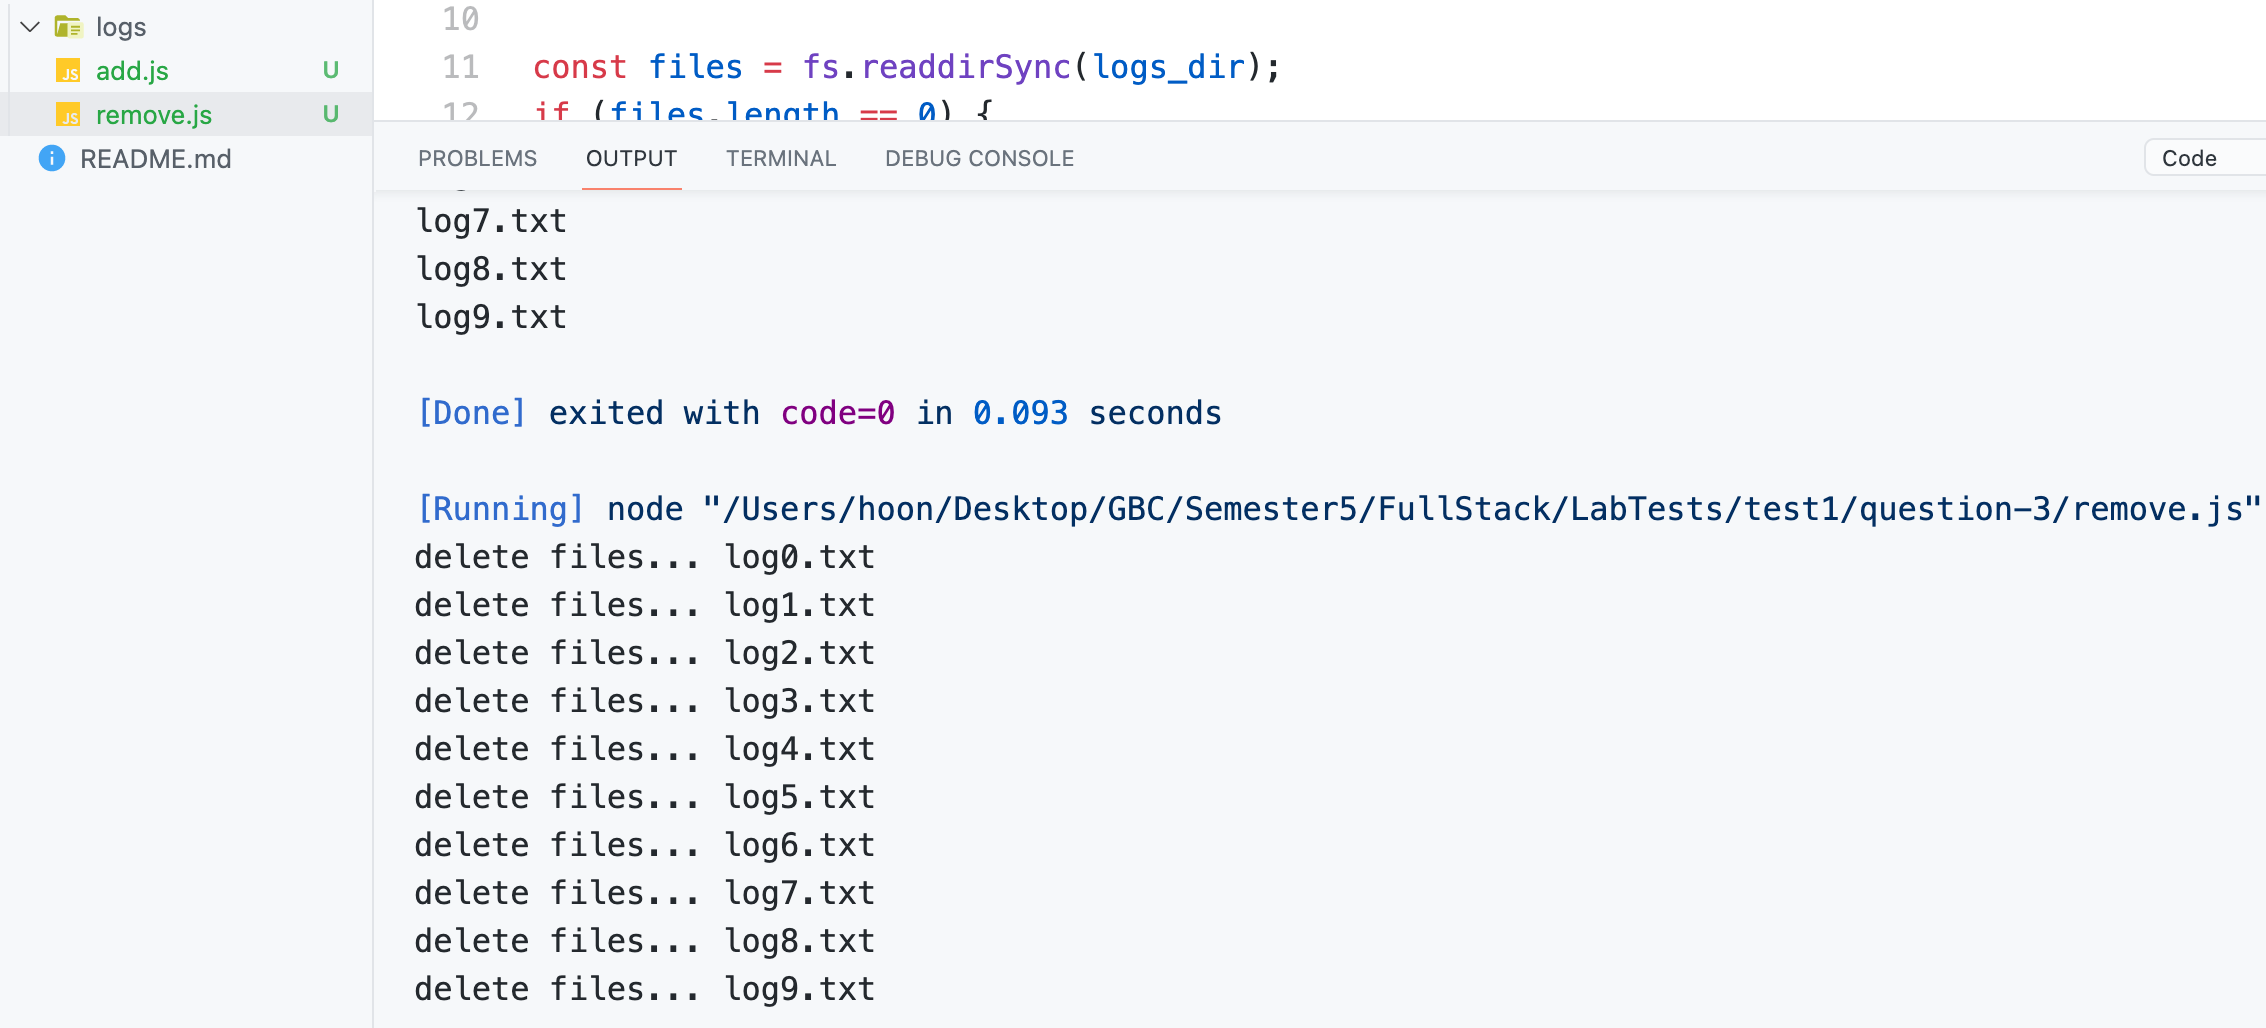 logs
add.js U
remove.js U
README.md
10
11 const files = fs.readdirSync(logs_dir);
12 if (files.length == 0) {
PROBLEMS OUTPUT TERMINAL DEBUG CONSOLE Code
log7.txt
log8.txt
log9.txt
[Done] exited with code=0 in 0.093 seconds
[Running] node "/Users/hoon/Desktop/GBC/Semester5/FullStack/LabTests/test1/question-3/remove.js"
delete files... log0.txt
delete files... log1.txt
delete files... log2.txt
delete files... log3.txt
delete files... log4.txt
delete files... log5.txt
delete files... log6.txt
delete files... log7.txt
delete files... log8.txt
delete files... log9.txt